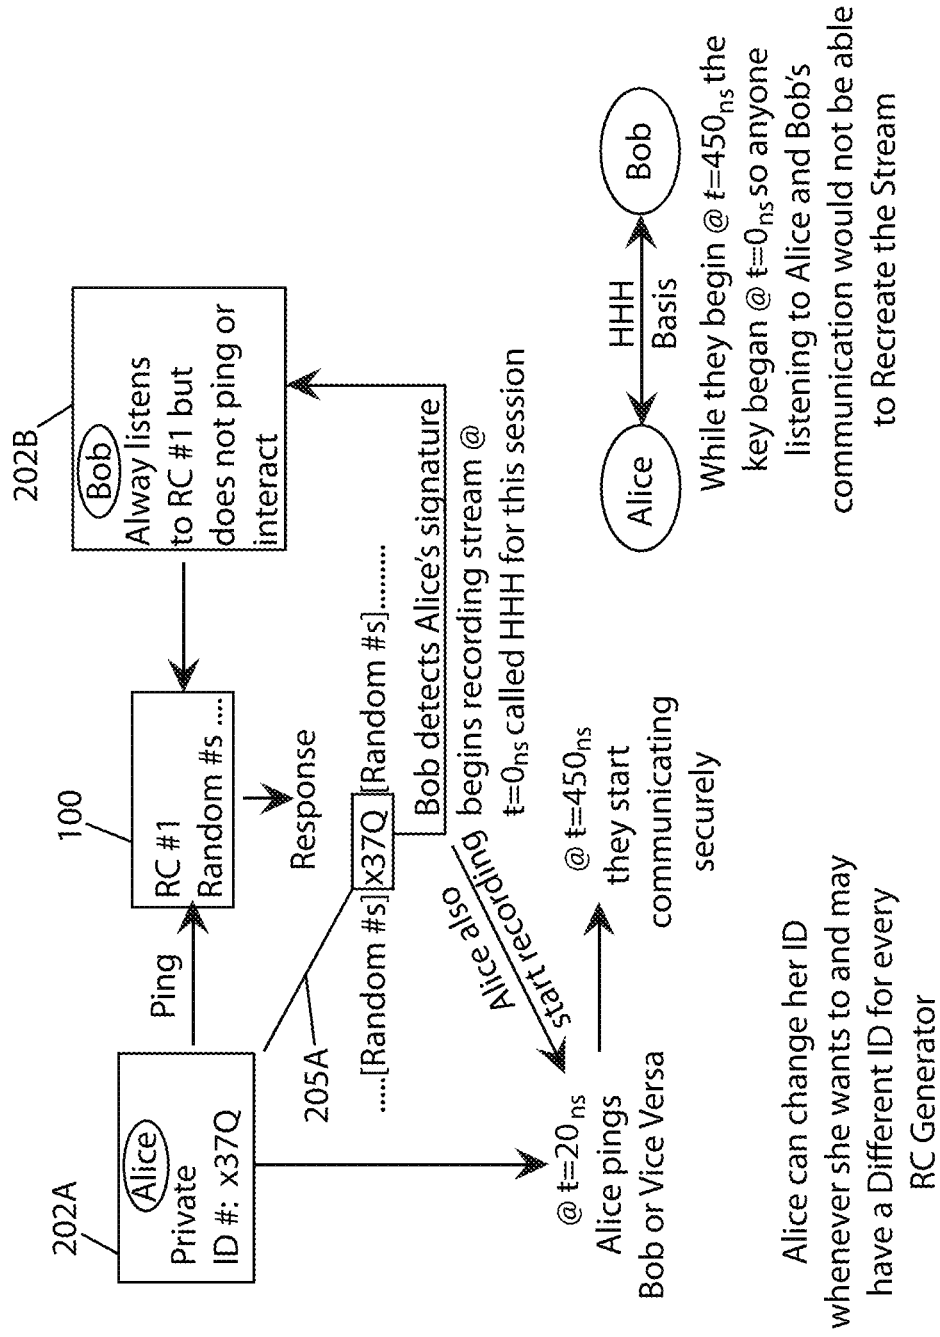 202A
Alice
Private
ID #: x37Q
Ping
100
RC #1
Random #s ....
Response
202B
Bob
Alway listens
to RC #1 but
does not ping or
interact
205A
.....[Random #s] x37Q [Random #s].........
Bob detects Alice's signature
begins recording stream @
t=0ns called HHH for this session
Alice also
start recording
@ t=20ns
Alice pings
Bob or Vice Versa
@ t=450ns
they start
communicating
securely
Alice
HHH
Basis
Bob
While they begin @ t=450ns the
key began @ t=0ns so anyone
listening to Alice and Bob's
communication would not be able
to Recreate the Stream
Alice can change her ID
whenever she wants to and may
have a Different ID for every
RC Generator